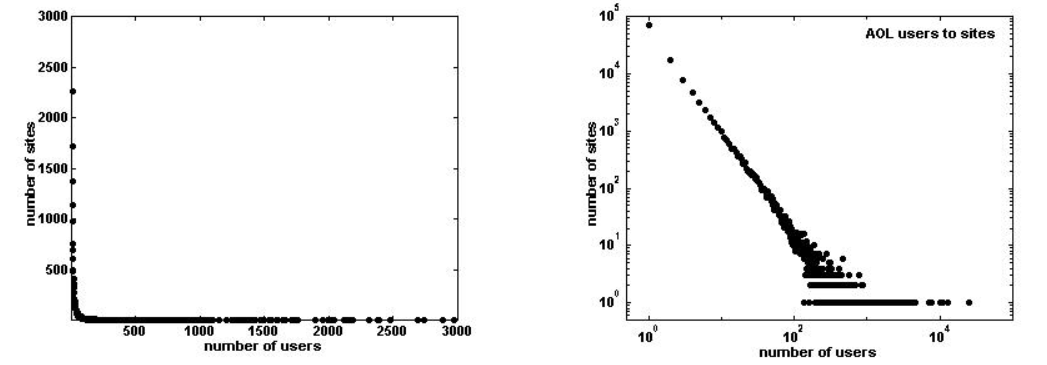 3000
2500
2000
1500
1000
500
number of sites
500 1000 1500 2000 2500 3000
number of users
AOL users to sites
10^5
10^4
10^3
10^2
10^1
10^0
number of sites
10^0 10^2 10^4
number of users